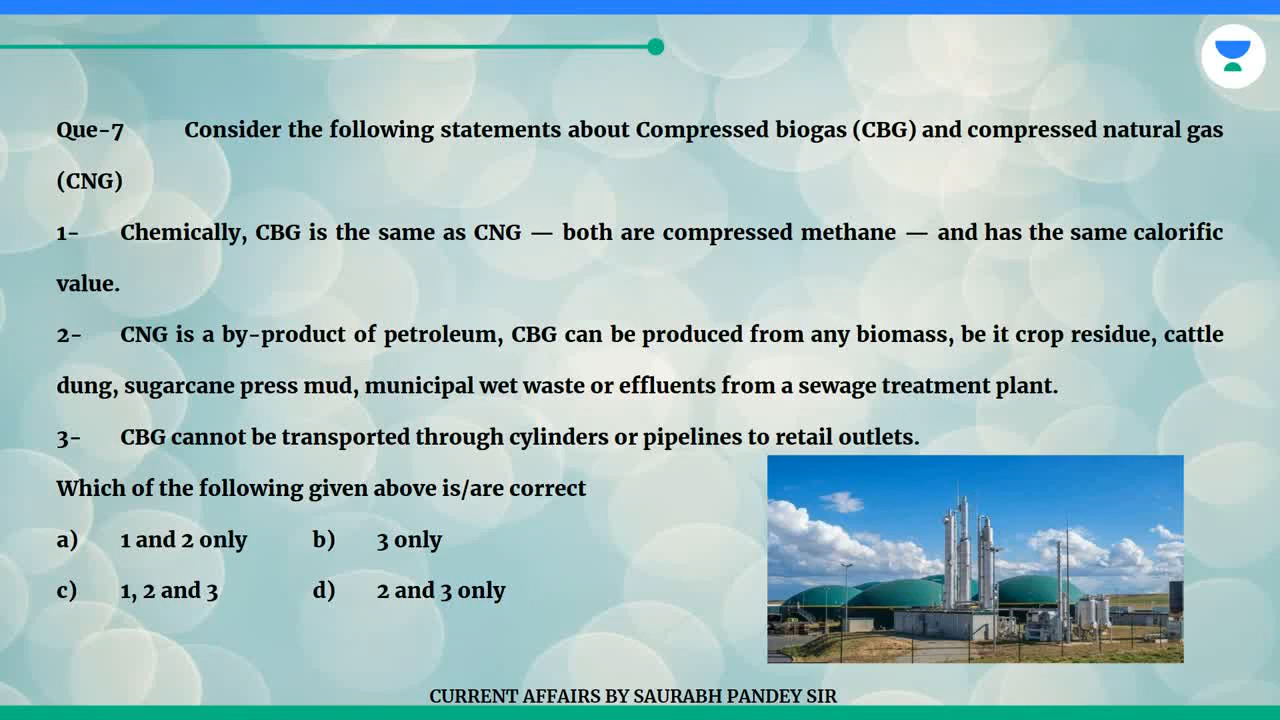 Que-7 Consider the following statements about Compressed biogas (CBG) and compressed natural gas
(CNG)
1- Chemically, CBG is the same as CNG — both are compressed methane — and has the same calorific
value.
2- CNG is a by-product of petroleum, CBG can be produced from any biomass, be it crop residue, cattle
dung, sugarcane press mud, municipal wet waste or effluents from a sewage treatment plant.
3- CBG cannot be transported through cylinders or pipelines to retail outlets.
Which of the following given above is/are correct
a) 1 and 2 only b) 3 only
c) 1, 2 and 3 d) 2 and 3 only
CURRENT AFFAIRS BY SAURABH PANDEY SIR